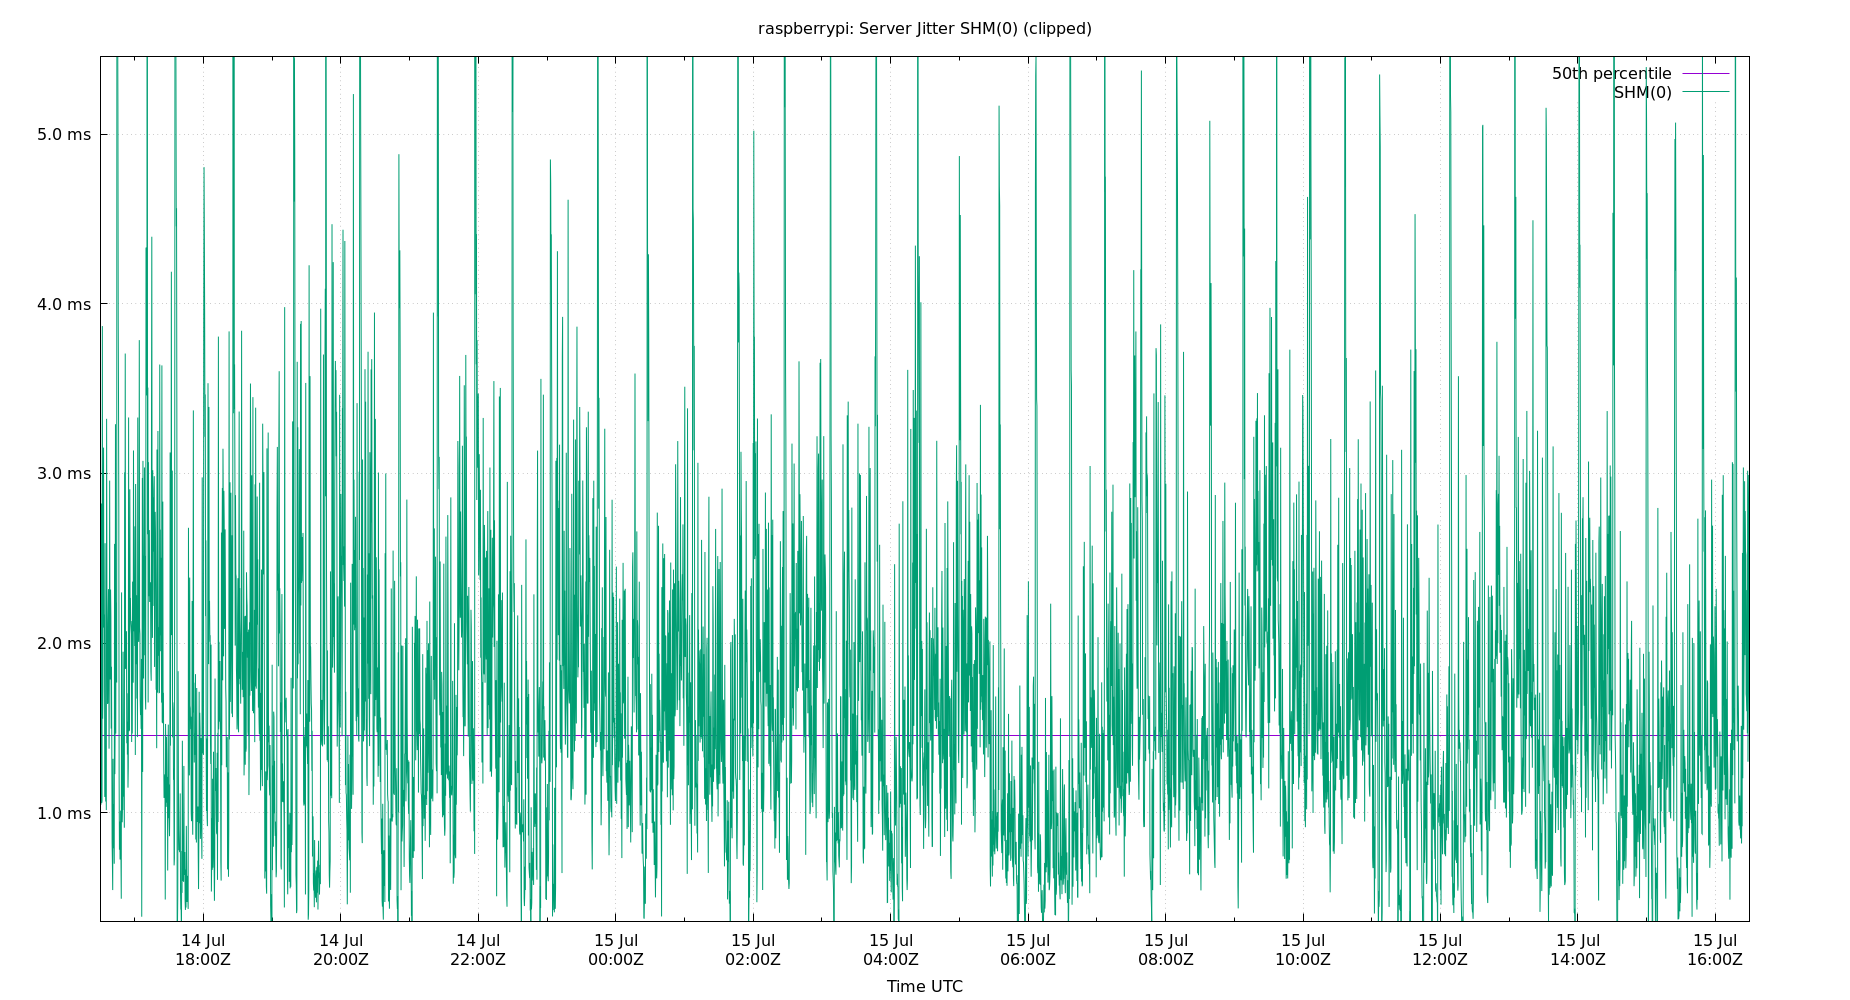 raspberrypi: Server Jitter SHM(0) (clipped)
50th percentile
SHM(0)
5.0 ms
4.0 ms
3.0 ms
2.0 ms
1.0 ms
14 Jul 14 Jul 14 Jul 15 Jul 15 Jul 15 Jul 15 Jul 15 Jul 15 Jul 15 Jul 15 Jul 15 Jul
18:00Z 20:00Z 22:00Z 00:00Z 02:00Z 04:00Z 06:00Z 08:00Z 10:00Z 12:00Z 14:00Z 16:00Z
Time UTC